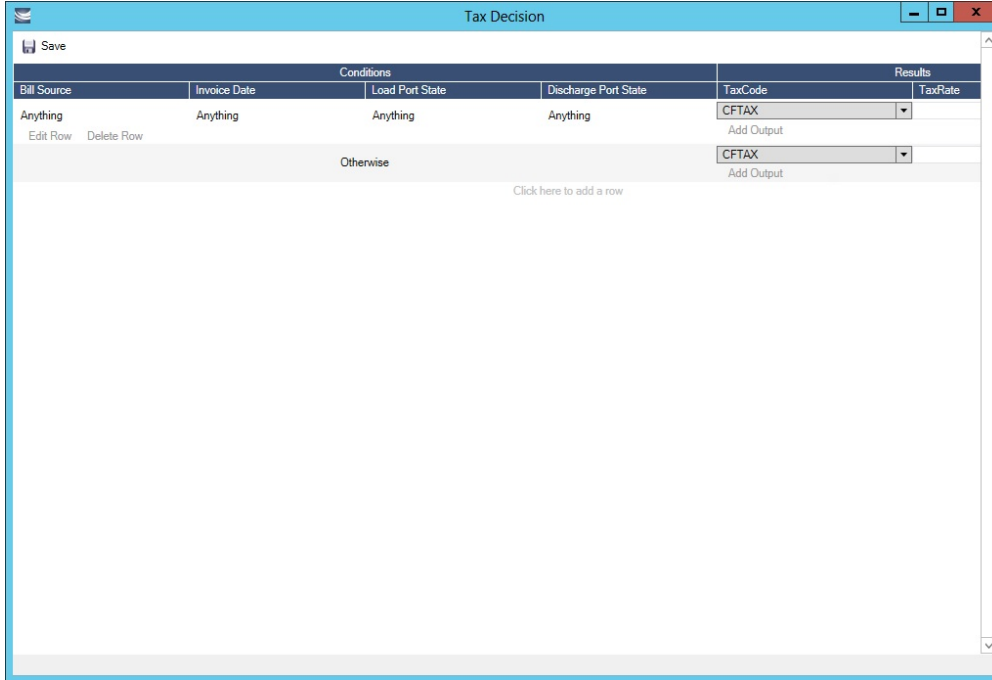 Tax Decision
Save
Conditions Results
Bill Source Invoice Date Load Port State Discharge Port State TaxCode TaxRate
Anything Anything Anything Anything CFTAX
Edit Row Delete Row Add Output
Otherwise CFTAX
Add Output
Click here to add a row